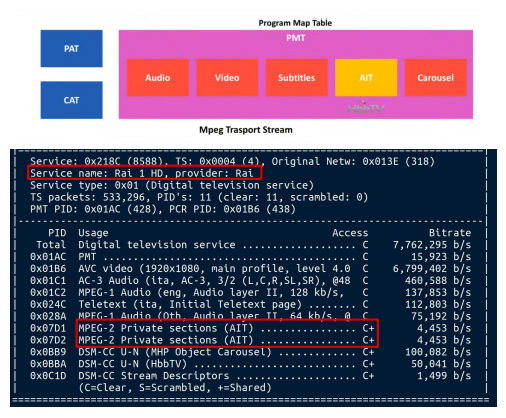 Program Map Table
PMT
PAT
Audio
Video
Subtitles
AIT
Carousel
CAT
HbbTV
Mpeg Trasport Stream
Service: 0x218C (8588), TS: 0x0004 (4), Original Netw: 0x013E (318)
Service name: Rai 1 HD, provider: Rai
Service type: 0x01 (Digital television service)
TS packets: 533,296, PID's: 11 (clear: 11, scrambled: 0)
PMT PID: 0x01AC (428), PCR PID: 0x01B6 (438)
PID Usage Access Bitrate
Total Digital television service ................... C 7,762,295 b/s
0x01AC PMT ......................................... C 15,923 b/s
0x01B6 AVC video (1920x1080, main profile, level 4.0 C 6,799,402 b/s
0x01C1 AC-3 Audio (ita, AC-3, 3/2 (L,C,R,SL,SR), @48 C 460,588 b/s
0x01C2 MPEG-1 Audio (eng, Audio layer II, 128 kb/s, C 137,853 b/s
0x024C Teletext (ita, Initial Teletext page) ........ C 112,803 b/s
0x028A MPEG-1 Audio (Oth, Audio layer II, 64 kb/s, @ C 75,192 b/s
0x07D1 MPEG-2 Private sections (AIT) ................ C+ 4,453 b/s
0x07D2 MPEG-2 Private sections (AIT) ................ C+ 4,453 b/s
0x0BB9 DSM-CC U-N (MHP Object Carousel) ............. C+ 100,082 b/s
0x0BBA DSM-CC U-N (HbbTV) ........................... C+ 50,041 b/s
0x0C1D DSM-CC Stream Descriptors .................... C+ 1,499 b/s
(C=Clear, S=Scrambled, +=Shared)